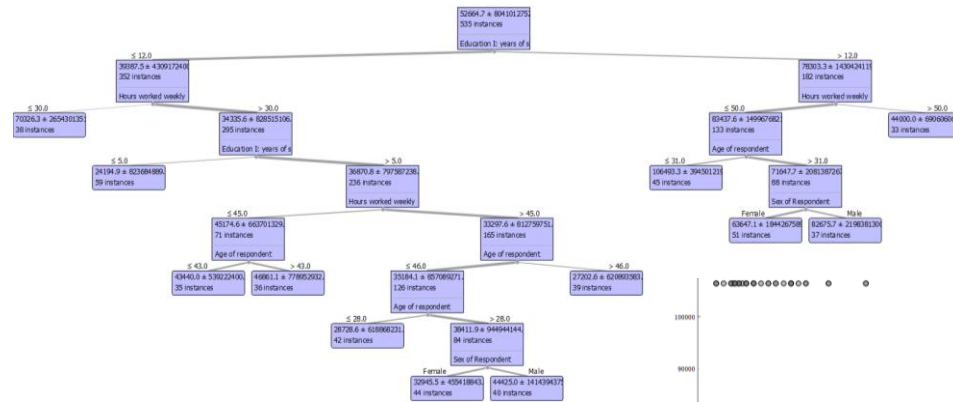 52664.7 ± 8041012752
535 instances
Education I: years of s
≤ 12.0
> 12.0
39387.5 ± 4309172400
352 instances
Hours worked weekly
78303.3 ± 1430424119
182 instances
Hours worked weekly
≤ 30.0
> 30.0
≤ 50.0
> 50.0
70326.3 ± 2654301351
38 instances
34335.6 ± 828515106.
295 instances
Education I: years of s
83437.6 ± 1499676821
133 instances
Age of respondent
44000.0 ± 69060606
33 instances
≤ 5.0
> 5.0
≤ 31.0
> 31.0
24194.9 ± 823684889.
59 instances
36870.8 ± 797587238.
236 instances
Hours worked weekly
106493.3 ± 394501219
45 instances
71647.7 ± 2081387262
88 instances
Sex of Respondent
≤ 45.0
> 45.0
Female
Male
45174.6 ± 663701329.
71 instances
Age of respondent
33297.6 ± 812759751.
165 instances
Age of respondent
63647.1 ± 1844267589
51 instances
82675.7 ± 2198381300
37 instances
≤ 43.0
> 43.0
≤ 46.0
> 46.0
43440.0 ± 539222400.
35 instances
46861.1 ± 778952932.
36 instances
35184.1 ± 857089271.
126 instances
Age of respondent
27202.6 ± 620893583.
39 instances
≤ 28.0
> 28.0
28728.6 ± 618868231.
42 instances
38411.9 ± 944944144.
84 instances
Sex of Respondent
Female
Male
32945.5 ± 455418843.
44 instances
44425.0 ± 1414394375
40 instances
100000
90000